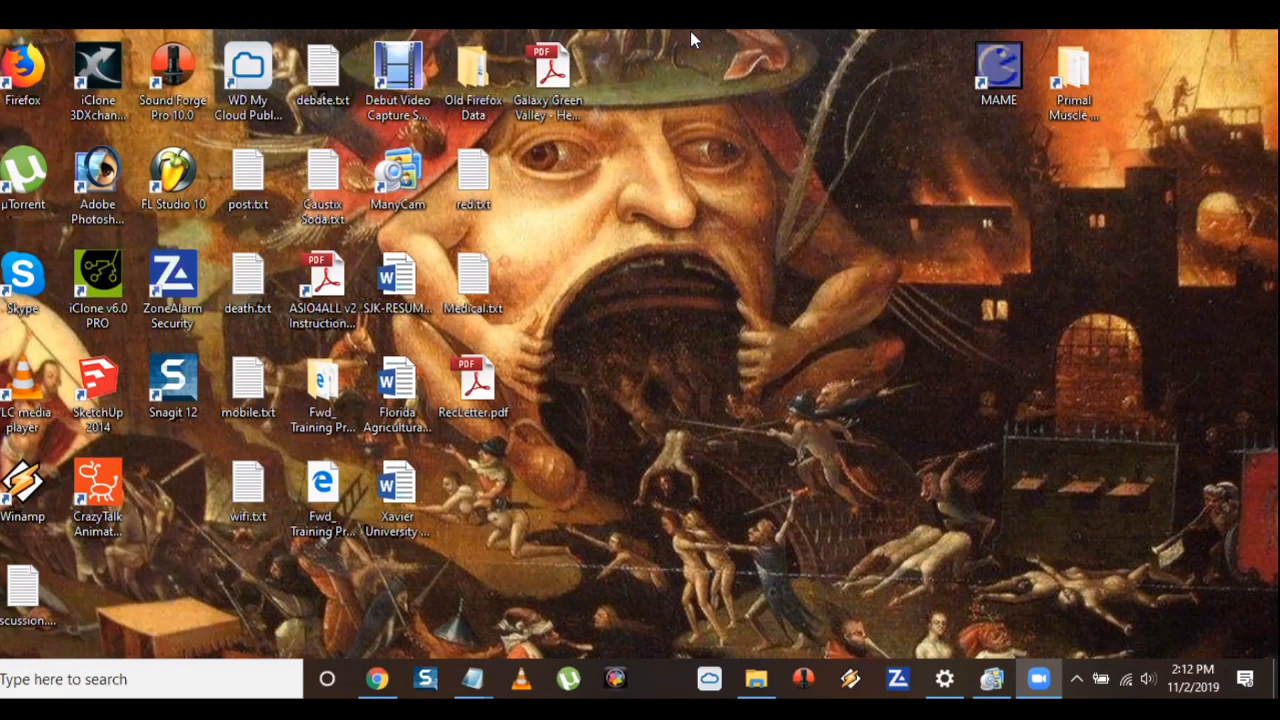 Firefox
iClone
3DXchan...
Sound Forge
Pro 10.0
WD My
Cloud Publ...
debate.txt
Debut Video
Capture S...
Old Firefox
Data
PDF
Galaxy Green
Valley - He...
MAME
Primal
Muscle ...
µTorrent
Adobe
Photosh...
FL Studio 10
post.txt
Caustix
Soda.txt
ManyCam
red.txt
Skype
iClone v6.0
PRO
ZoneAlarm
Security
death.txt
PDF
ASIO4ALL v2
Instruction...
SJK-RESUM...
Medical.txt
VLC media
player
SketchUp
2014
Snagit 12
mobile.txt
Fwd_
Training Pr...
Florida
Agricultura...
PDF
RecLetter.pdf
Winamp
CrazyTalk
Animat...
wifi.txt
Fwd_
Training Pr...
Xavier
University ...
scussion....
Type here to search
2:12 PM
11/2/2019